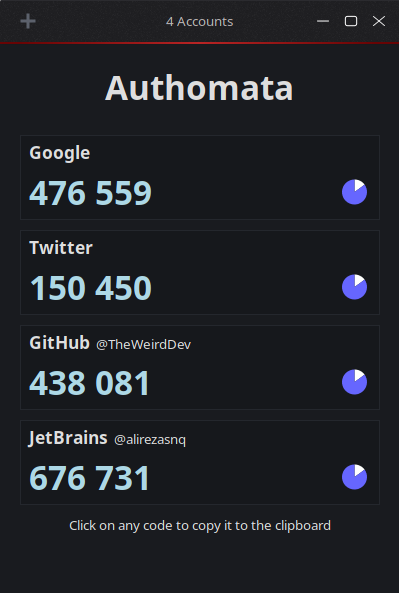 4 Accounts
Authomata
Google
476 559
Twitter
150 450
GitHub @TheWeirdDev
438 081
JetBrains @alirezasnq
676 731
Click on any code to copy it to the clipboard